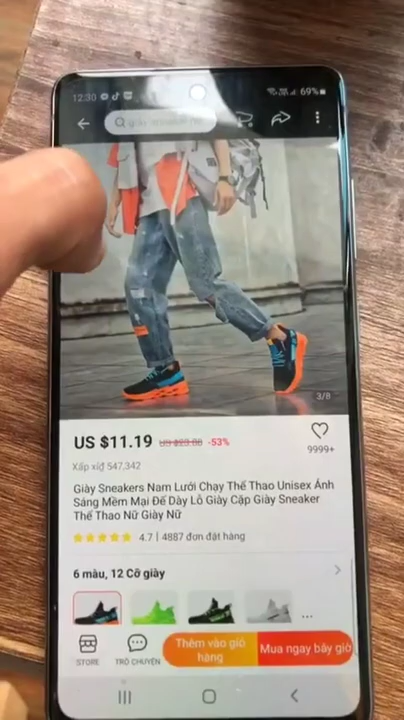 12:30
69%
3/8
US $11.19 US $23.80 -53%
9999+
Xấp xỉ₫ 547,342
Giày Sneakers Nam Lưới Chạy Thể Thao Unisex Ánh
Sáng Mềm Mại Đế Dày Lỗ Giày Cặp Giày Sneaker
Thể Thao Nữ Giày Nữ
4.7 | 4887 đơn đặt hàng
6 màu, 12 Cỡ giày
STORE
TRÒ CHUYỆN
Thêm vào giỏ
hàng
Mua ngay bây giờ